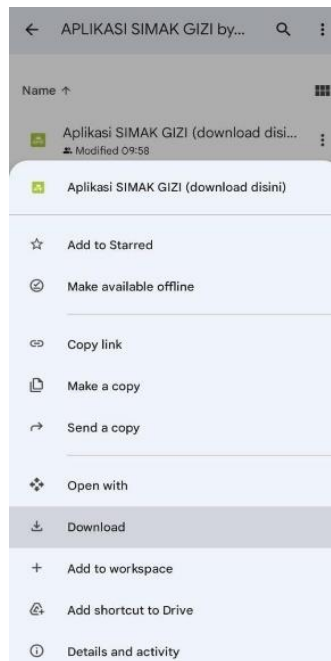 APLIKASI SIMAK GIZI by...
Name ↑
Aplikasi SIMAK GIZI (download disi...
Modified 09:58
Aplikasi SIMAK GIZI (download disini)
Add to Starred
Make available offline
Copy link
Make a copy
Send a copy
Open with
Download
Add to workspace
Add shortcut to Drive
Details and activity